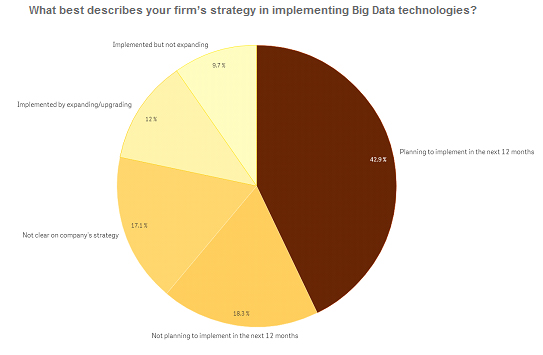 What best describes your firm's strategy in implementing Big Data technologies?
Implemented but not expanding
9.7 %
Implemented by expanding/upgrading
12 %
42.9 %
Planning to implement in the next 12 months
17.1 %
Not clear on company's strategy
18.3 %
Not planning to implement in the next 12 months